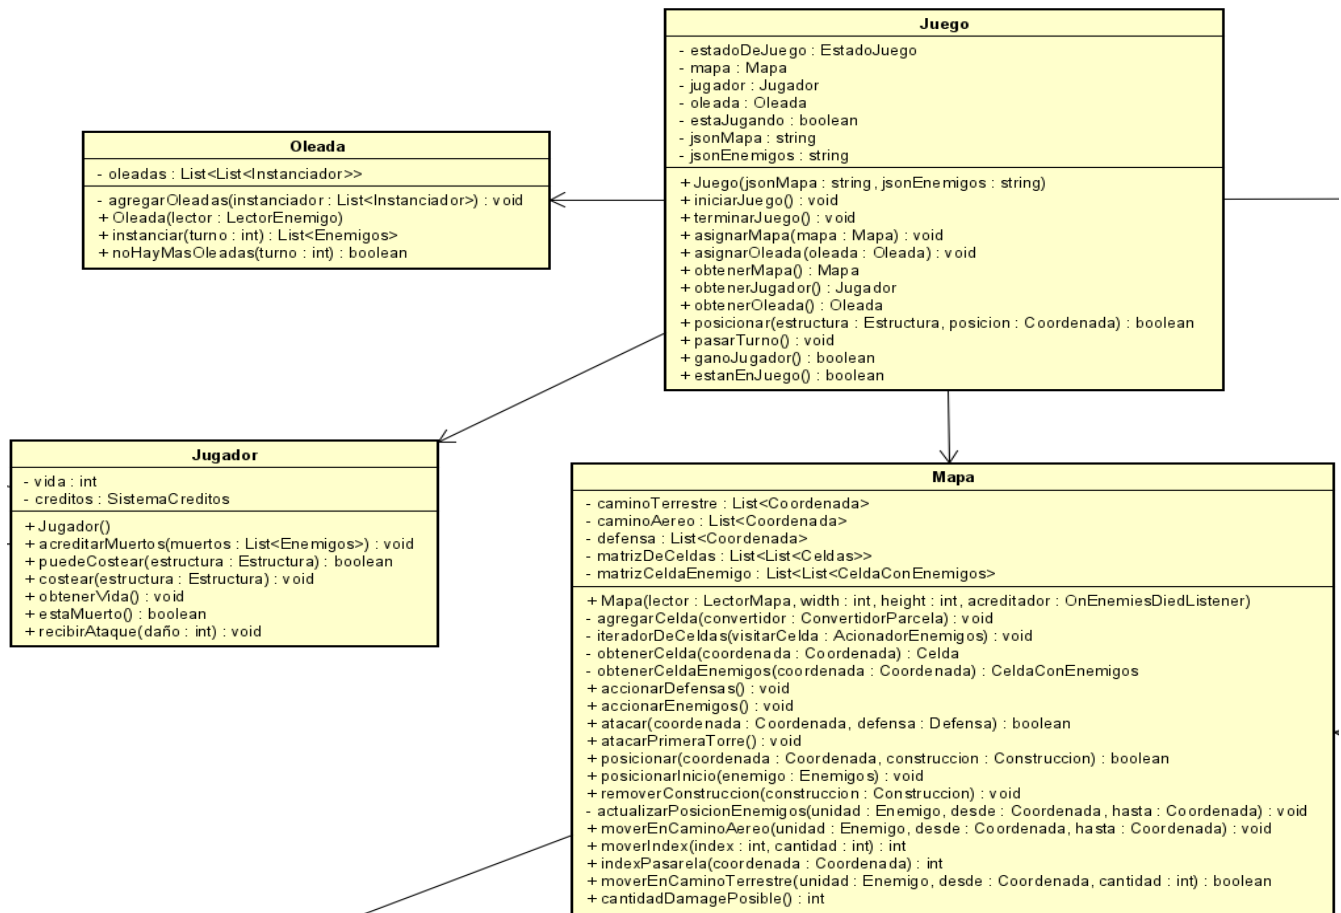 Juego
- estadoDeJuego : EstadoJuego
- mapa : Mapa
- jugador : Jugador
- oleada : Oleada
- estaJugando : boolean
- jsonMapa : string
- jsonEnemigos : string
+ Juego(jsonMapa : string, jsonEnemigos : string)
+ iniciarJuego() : void
+ terminarJuego() : void
+ asignarMapa(mapa : Mapa) : void
+ asignarOleada(oleada : Oleada) : void
+ obtenerMapa() : Mapa
+ obtenerJugador() : Jugador
+ obtenerOleada() : Oleada
+ posicionar(estructura : Estructura, posicion : Coordenada) : boolean
+ pasarTurno() : void
+ ganoJugador() : boolean
+ estanEnJuego() : boolean
Oleada
- oleadas : List<List<Instanciador>>
- agregarOleadas(instanciador : List<Instanciador>) : void
+ Oleada(lector : LectorEnemigo)
+ instanciar(turno : int) : List<Enemigos>
+ noHayMasOleadas(turno : int) : boolean
Jugador
- vida : int
- creditos : SistemaCreditos
+ Jugador()
+ acreditarMuertos(muertos : List<Enemigos>) : void
+ puedeCostear(estructura : Estructura) : boolean
+ costear(estructura : Estructura) : void
+ obtenerVida() : void
+ estaMuerto() : boolean
+ recibirAtaque(daño : int) : void
Mapa
- caminoTerrestre : List<Coordenada>
- caminoAereo : List<Coordenada>
- defensa : List<Coordenada>
- matrizDeCeldas : List<List<Celdas>>
- matrizCeldaEnemigo : List<List<CeldaConEnemigos>
+ Mapa(lector : LectorMapa, width : int, height : int, acreditador : OnEnemiesDiedListener)
- agregarCelda(convertidor : ConvertidorParcela) : void
- iteradorDeCeldas(visitarCelda : AcionadorEnemigos) : void
- obtenerCelda(coordenada : Coordenada) : Celda
- obtenerCeldaEnemigos(coordenada : Coordenada) : CeldaConEnemigos
+ accionarDefensas() : void
+ accionarEnemigos() : void
+ atacar(coordenada : Coordenada, defensa : Defensa) : boolean
+ atacarPrimeraTorre() : void
+ posicionar(coordenada : Coordenada, construccion : Construccion) : boolean
+ posicionarInicio(enemigo : Enemigos) : void
+ removerConstruccion(construccion : Construccion) : void
- actualizarPosicionEnemigos(unidad : Enemigo, desde : Coordenada, hasta : Coordenada) : void
+ moverEnCaminoAereo(unidad : Enemigo, desde : Coordenada, hasta : Coordenada) : void
+ moverIndex(index : int, cantidad : int) : int
+ indexPasarela(coordenada : Coordenada) : int
+ moverEnCaminoTerrestre(unidad : Enemigo, desde : Coordenada, cantidad : int) : boolean
+ cantidadDamagePosible() : int